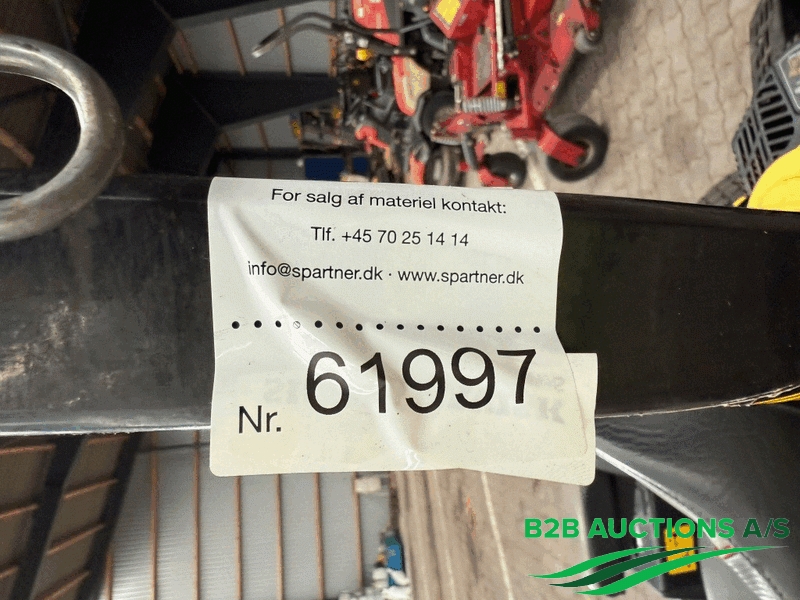 For salg af materiel kontakt:
Tlf. +45 70 25 14 14
info@spartner.dk · www.spartner.dk
Nr. 61997
B2B AUCTIONS A/S